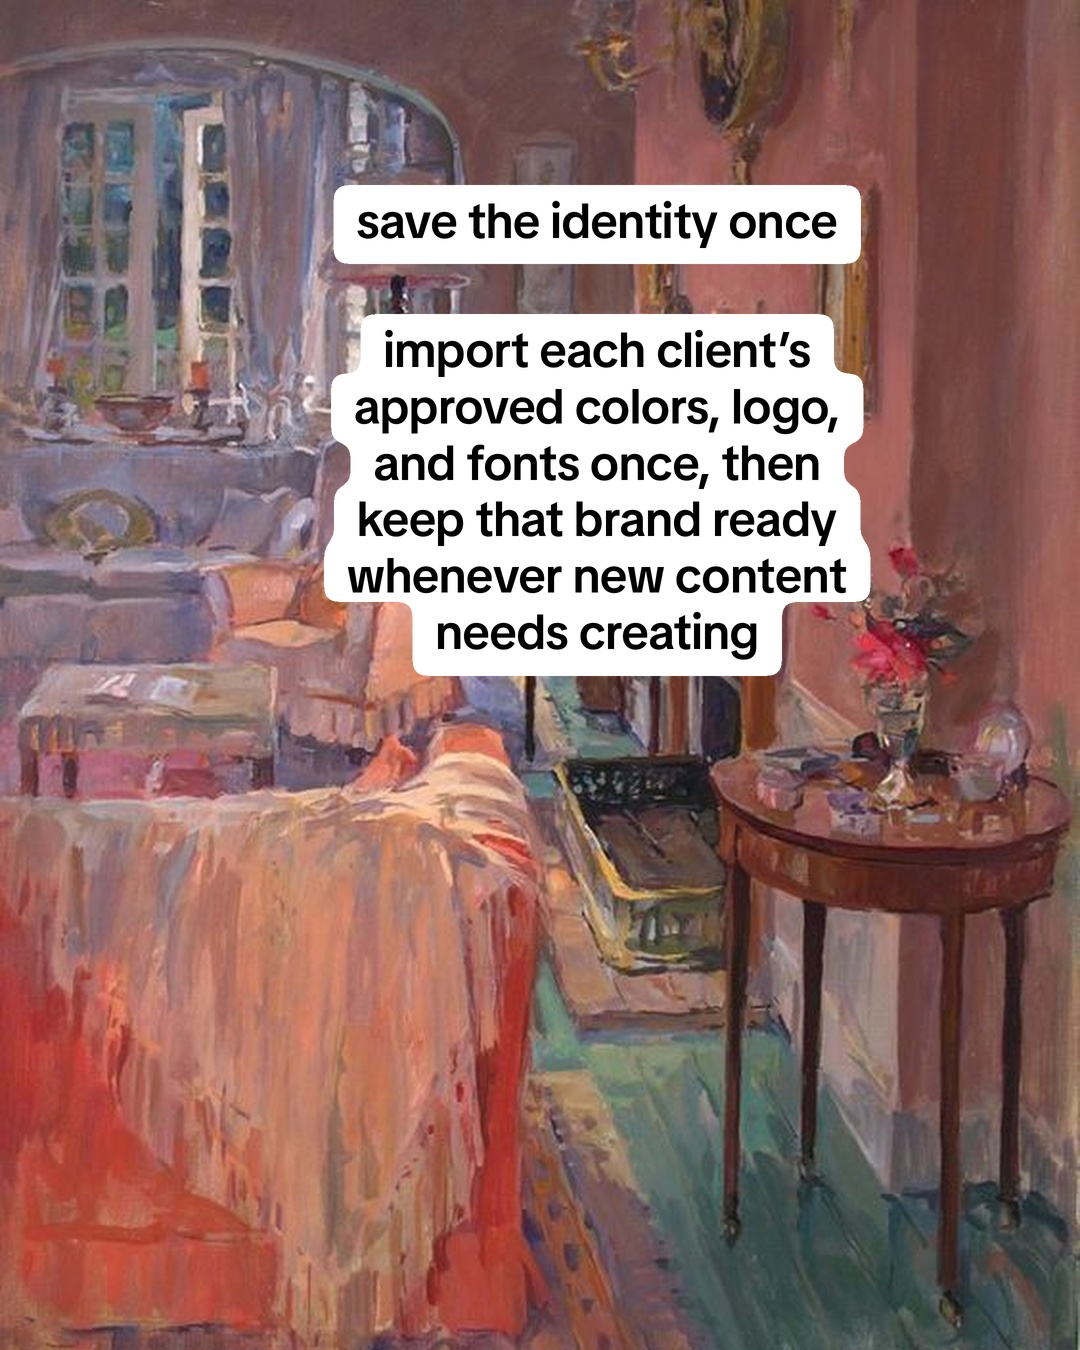 save the identity once
import each client’s
approved colors, logo,
and fonts once, then
keep that brand ready
whenever new content
needs creating